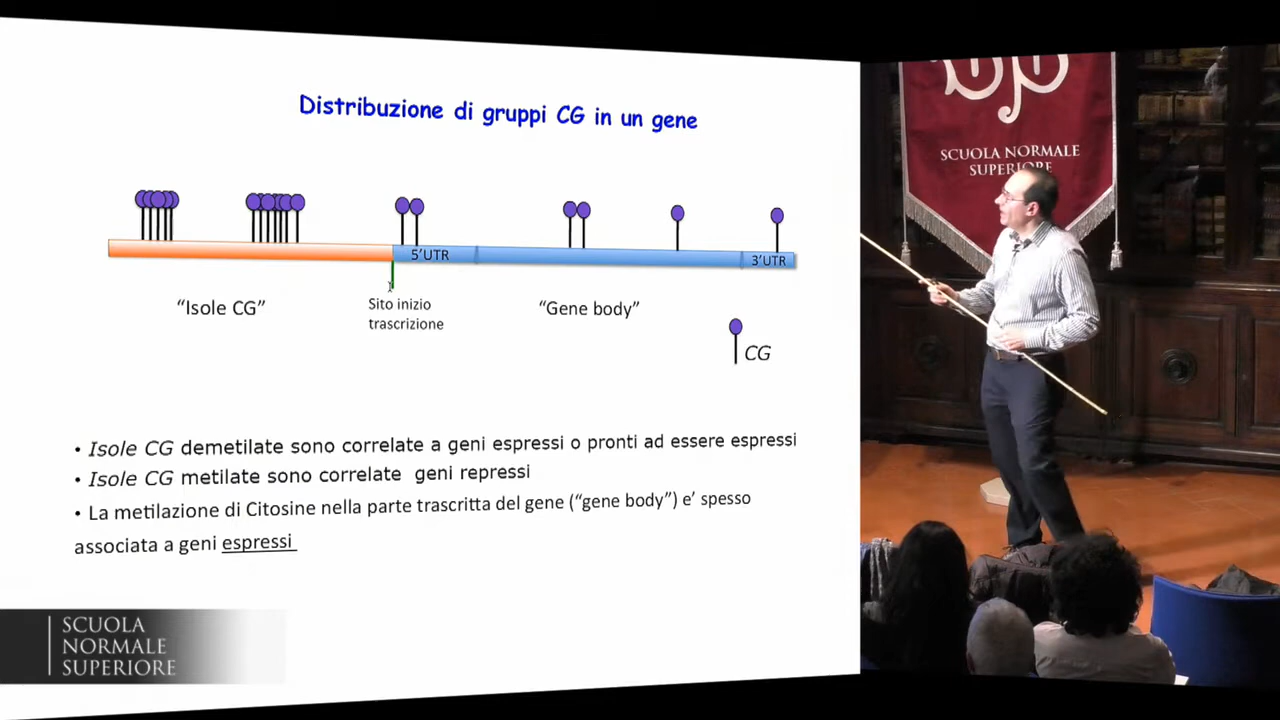 Distribuzione di gruppi CG in un gene
5'UTR
3'UTR
"Isole CG"
Sito inizio
trascrizione
"Gene body"
CG
• Isole CG demetilate sono correlate a geni espressi o pronti ad essere espressi
• Isole CG metilate sono correlate geni repressi
• La metilazione di Citosine nella parte trascritta del gene ("gene body") e' spesso
associata a geni espressi
SCUOLA
NORMALE
SUPERIORE
SCUOLA NORMALE
SUPERIORE